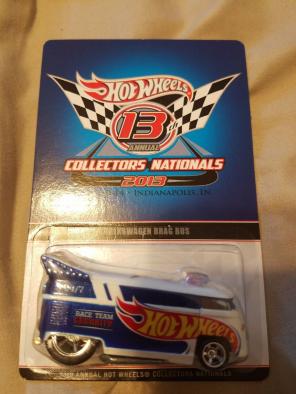 HOT WHEELS
13th
ANNUAL
COLLECTORS NATIONALS
2013
INDIANAPOLIS, IN
VOLKSWAGEN DRAG BUS
RACE TEAM
SECURITY
HOT WHEELS
ANNUAL HOT WHEELS® COLLECTORS NATIONALS